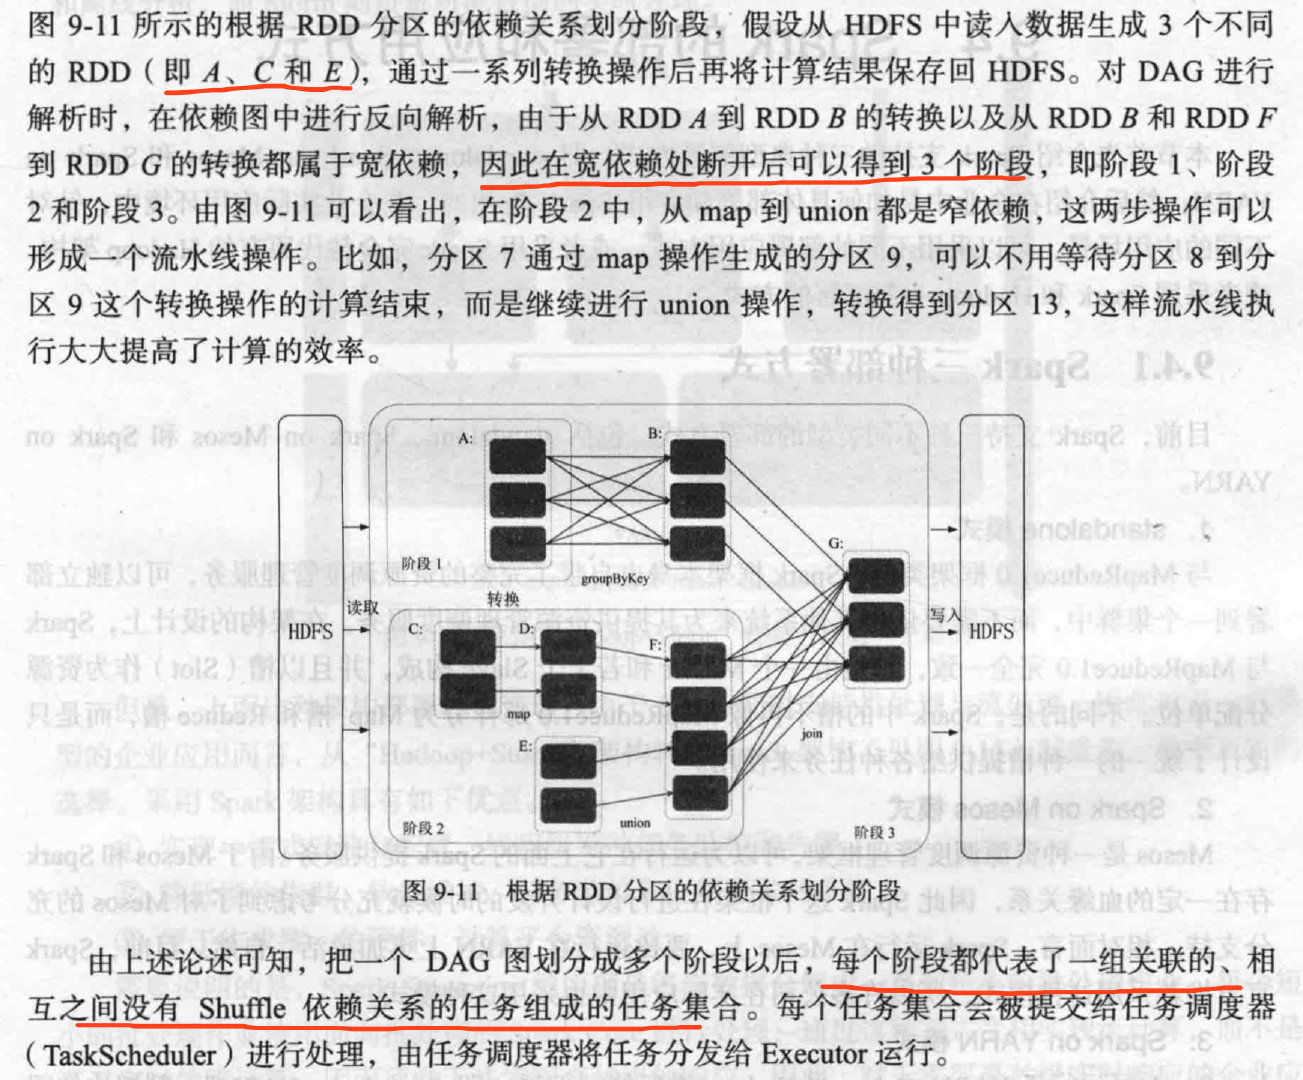 图 9-11 所示的根据 RDD 分区的依赖关系划分阶段，假设从 HDFS 中读入数据生成 3 个不同
的 RDD（即 A、C 和 E），通过一系列转换操作后再将计算结果保存回 HDFS。对 DAG 进行
解析时，在依赖图中进行反向解析，由于从 RDD A 到 RDD B 的转换以及从 RDD B 和 RDD F
到 RDD G 的转换都属于宽依赖，因此在宽依赖处断开后可以得到 3 个阶段，即阶段 1、阶段
2 和阶段 3。由图 9-11 可以看出，在阶段 2 中，从 map 到 union 都是窄依赖，这两步操作可以
形成一个流水线操作。比如，分区 7 通过 map 操作生成的分区 9，可以不用等待分区 8 到分
区 9 这个转换操作的计算结束，而是继续进行 union 操作，转换得到分区 13，这样流水线执
行大大提高了计算的效率。
A:
B:
阶段 1
groupByKey
G:
读取
转换
写入
HDFS
C:
D:
F:
HDFS
map
E:
join
union
阶段 2
阶段 3
图 9-11 根据 RDD 分区的依赖关系划分阶段
由上述论述可知，把一个 DAG 图划分成多个阶段以后，每个阶段都代表了一组关联的、相
互之间没有 Shuffle 依赖关系的任务组成的任务集合。每个任务集合会被提交给任务调度器
（TaskScheduler）进行处理，由任务调度器将任务分发给 Executor 运行。